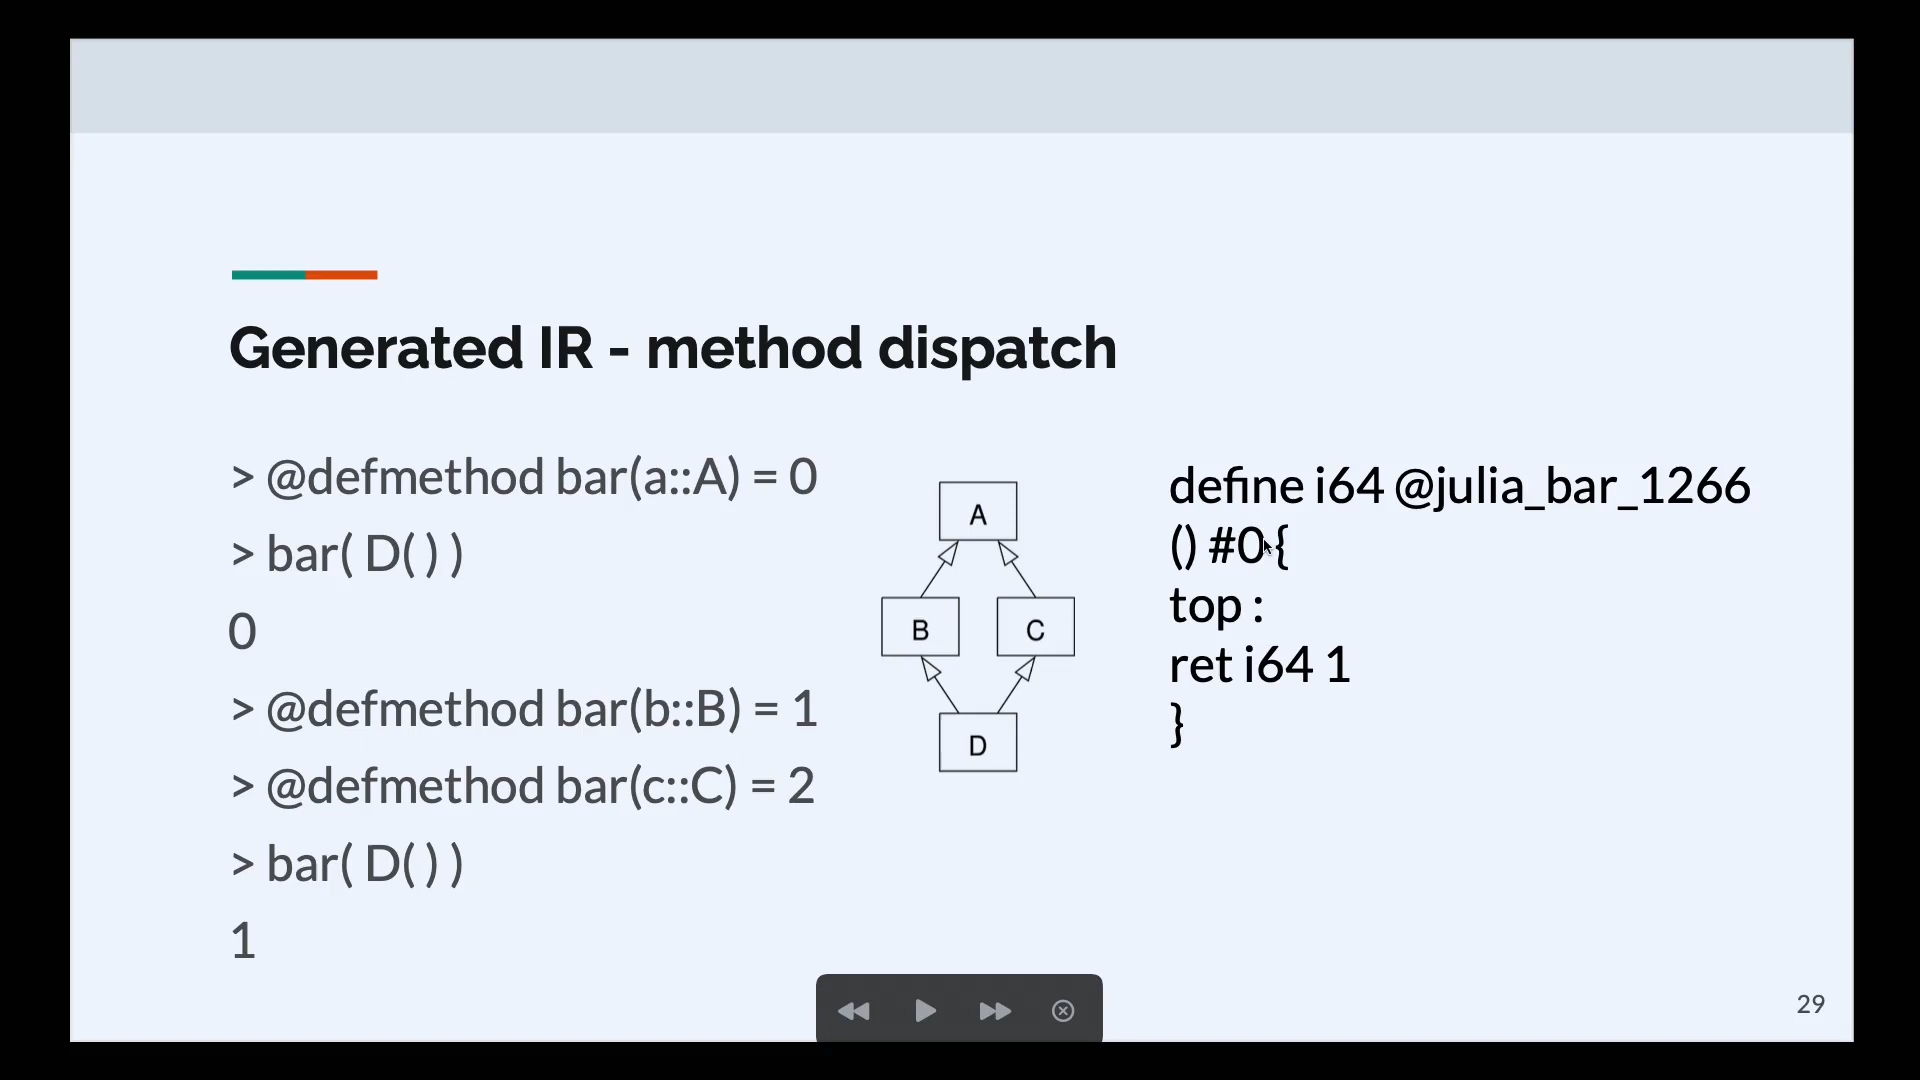 Generated IR - method dispatch
> @defmethod bar(a::A) = 0
> bar( D( ) )
0
> @defmethod bar(b::B) = 1
> @defmethod bar(c::C) = 2
> bar( D( ) )
1
A
B C
D
define i64 @julia_bar_1266
() #0 {
top :
ret i64 1
}
29